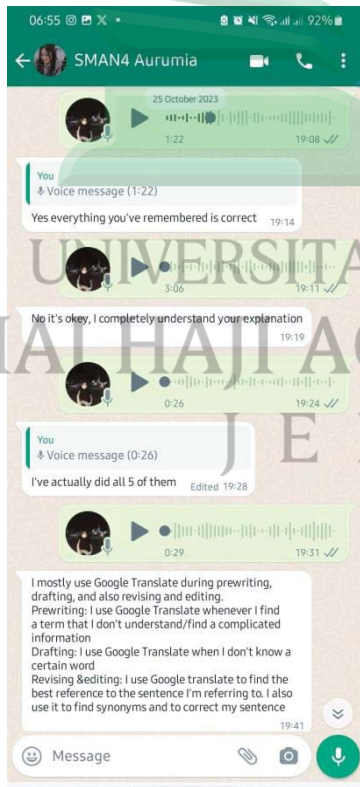 06:55
92%
SMAN4 Aurumia
25 October 2023
1:22 19:08
You
Voice message (1:22)
Yes everything you've remembered is correct 19:14
UNIVERSITA
3:06 19:11
No it's okey, I completely understand your explanation
19:19
HAJI AC
0:26 19:24
J E
You
Voice message (0:26)
I've actually did all 5 of them Edited 19:28
0:29 19:31
I mostly use Google Translate during prewriting,
drafting, and also revising and editing.
Prewriting: I use Google Translate whenever I find
a term that I don't understand/find a complicated
information
Drafting: I use Google Translate when I don't know a
certain word
Revising &editing: I use Google translate to find the
best reference to the sentence I'm referring to. I also
use it to find synonyms and to correct my sentence
19:41
Message